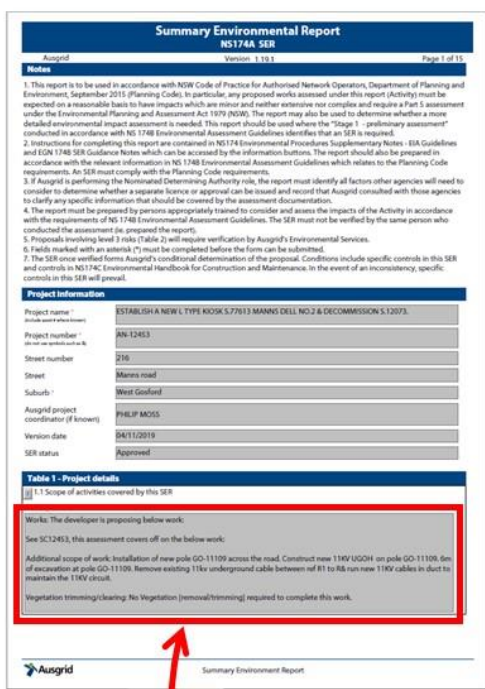 Summary Environmental Report
NS174A SER
Ausgrid Version 1.19.1 Page 1 of 15
Notes
1. This report is to be used in accordance with NSW Code of Practice for Authorised Network Operators, Department of Planning and
Environment, September 2015 (Planning Code). In particular, any proposed works assessed under this report (Activity) must be
expected on a reasonable basis to have impacts which are minor and neither extensive nor complex and require a Part 5 assessment
under the Environmental Planning and Assessment Act 1979 (NSW). The report may also be used to determine whether a more
detailed environmental impact assessment is needed. This report should be used where the "Stage 1 - preliminary assessment"
conducted in accordance with NS 174B Environmental Assessment Guidelines identifies that an SER is required.
2. Instructions for completing this report are contained in NS174 Environmental Procedures Supplementary Notes - EIA Guidelines
and EGN 174B SER Guidance Notes which can be accessed by the information buttons. The report should also be prepared in
accordance with the relevant information in NS 174B Environmental Assessment Guidelines which relates to the Planning Code
requirements. An SER must comply with the Planning Code requirements.
3. If Ausgrid is performing the Nominated Determining Authority role, the report must identify all factors other agencies will need to
consider to determine whether a separate licence or approval can be issued and record that Ausgrid consulted with those agencies
to clarify any specific information that should be covered by the assessment documentation.
4. The report must be prepared by persons appropriately trained to consider and assess the impacts of the Activity in accordance
with the requirements of NS 174B Environmental Assessment Guidelines. The SER must not be verified by the same person who
conducted the assessment (ie. prepared the report).
5. Proposals involving level 3 risks (Table 2) will require verification by Ausgrid's Environmental Services.
6. Fields marked with an asterisk (*) must be completed before the form can be submitted.
7. The SER once verified forms Ausgrid's conditional determination of the proposal. Conditions include specific controls in this SER
and controls in NS174C Environmental Handbook for Construction and Maintenance. In the event of an inconsistency, specific
controls in this SER will prevail.
Project Information
Project name * ESTABLISH A NEW L TYPE KIOSK S.77613 MANNS DELL NO.2 & DECOMMISSION S.12073.
Project number * AN-12453
Street number 216
Street Manns road
Suburb * West Gosford
Ausgrid project
coordinator (if known) PHILIP MOSS
Version date 04/11/2019
SER status Approved
Table 1 - Project details
1.1 Scope of activities covered by this SER
Works: The developer is proposing below work:
See SC12453, this assessment covers off on the below work:
Additional scope of work: Installation of new pole GO-11109 across the road. Construct new 11KV UGOH on pole GO-11109. 6m
of excavation at pole GO-11109. Remove existing 11kv underground cable between ref R1 to R& run new 11KV cables in duct to
maintain the 11KV circuit.
Vegetation trimming/clearing: No Vegetation [removal/trimming] required to complete this work.
Ausgrid Summary Environment Report